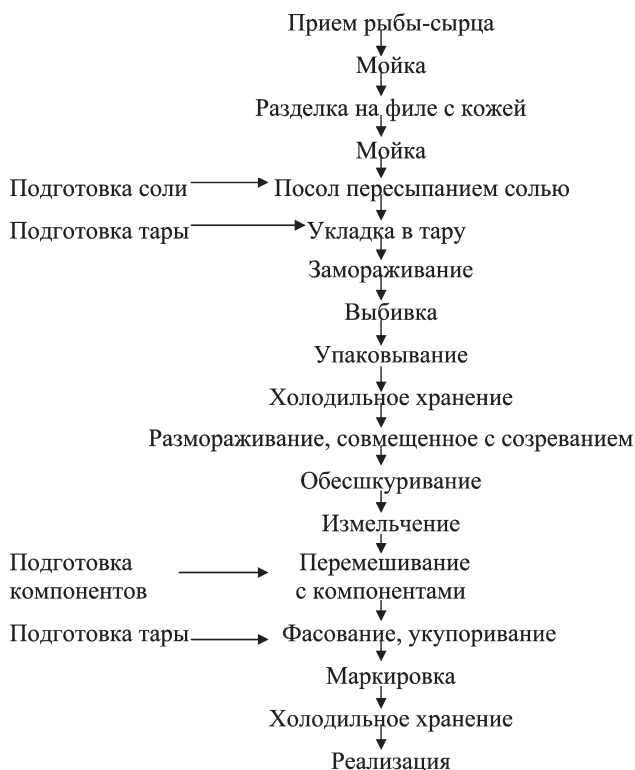 Прием рыбы-сырца
Мойка
Разделка на филе с кожей
Мойка
Подготовка соли
Посол пересыпанием солью
Подготовка тары
Укладка в тару
Замораживание
Выбивка
Упаковывание
Холодильное хранение
Размораживание, совмещенное с созреванием
Обесшкуривание
Измельчение
Подготовка
компонентов
Перемешивание
с компонентами
Подготовка тары
Фасование, укупоривание
Маркировка
Холодильное хранение
Реализация